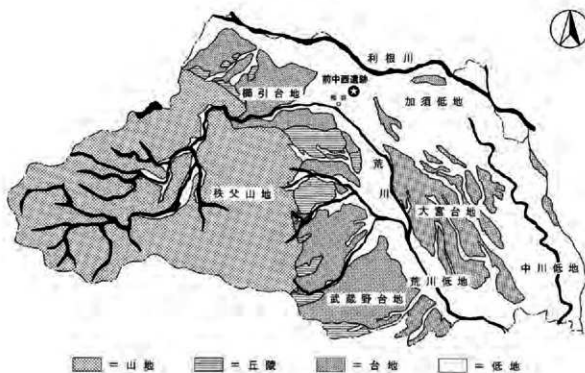 利根川
前中西遺跡
櫛引台地
加須低地
荒川
秩父山地
大宮台地
中川低地
荒川低地
武蔵野台地
=山地 =丘陵 =台地 =低地